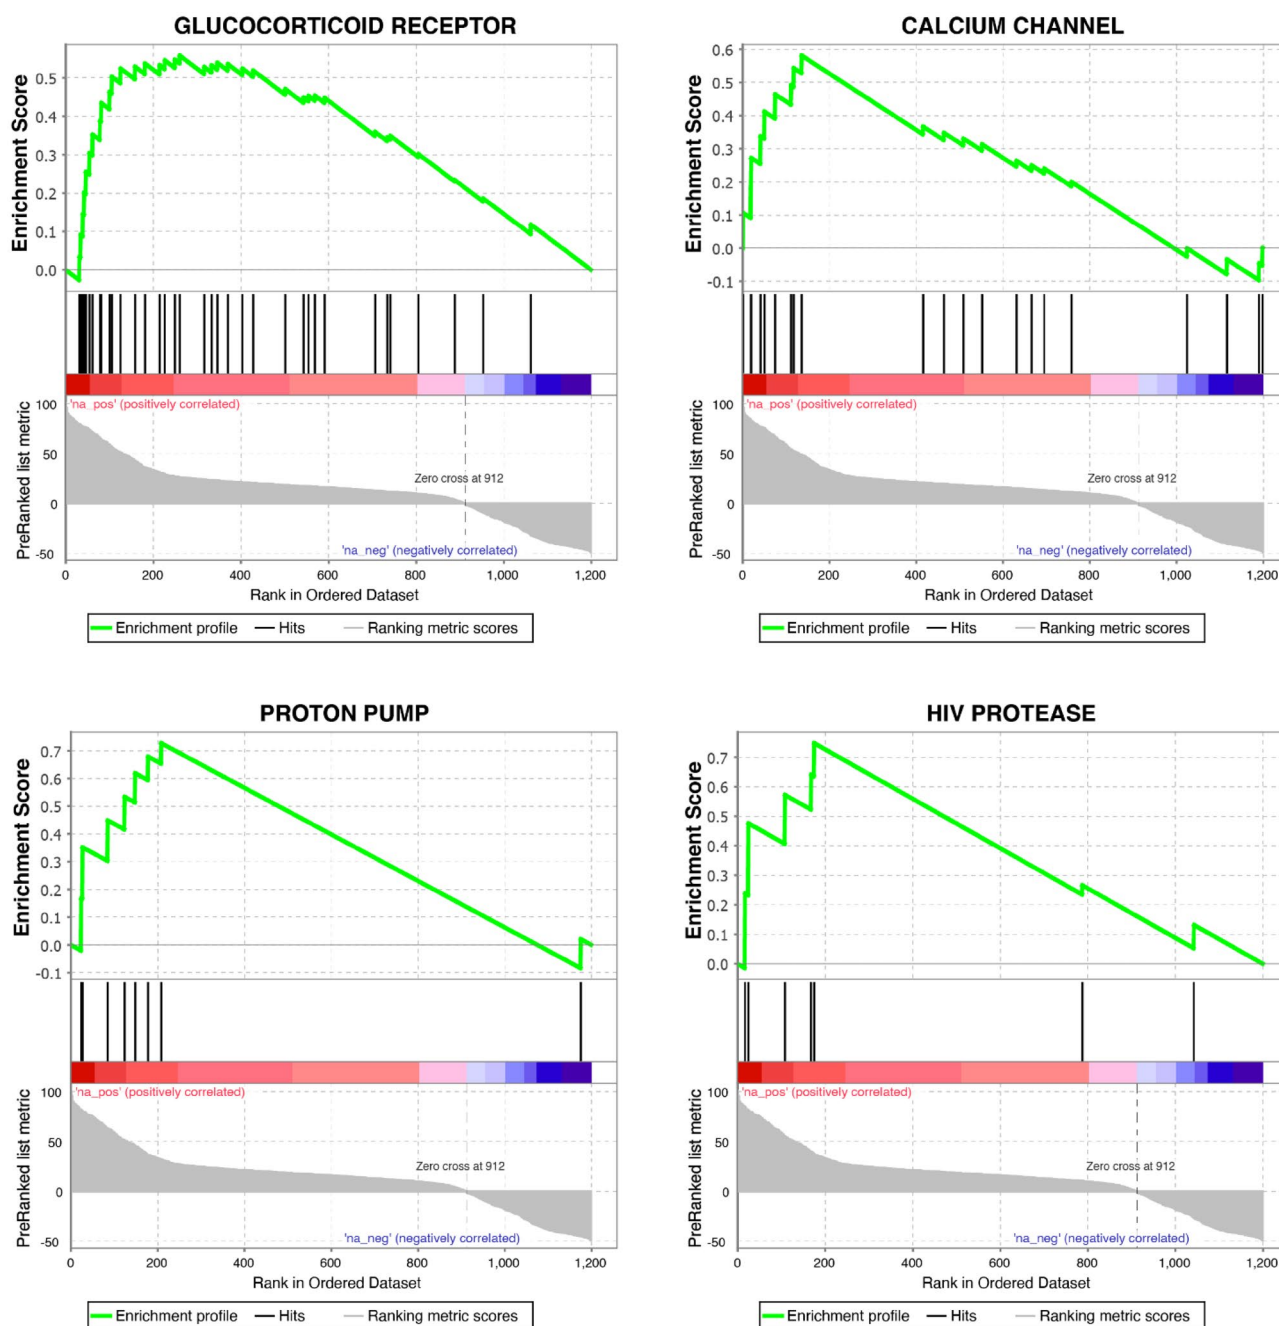 GLUCOCORTICOID RECEPTOR
Enrichment Score
0.5
0.4
0.3
0.2
0.1
0.0
'na_pos' (positively correlated)
PreRanked list metric
100
50
0
-50
Zero cross at 912
'na_neg' (negatively correlated)
0 200 400 600 800 1,000 1,200
Rank in Ordered Dataset
Enrichment profile Hits Ranking metric scores
CALCIUM CHANNEL
Enrichment Score
0.6
0.5
0.4
0.3
0.2
0.1
0.0
-0.1
'na_pos' (positively correlated)
PreRanked list metric
100
50
0
-50
Zero cross at 912
'na_neg' (negatively correlated)
0 200 400 600 800 1,000 1,200
Rank in Ordered Dataset
Enrichment profile Hits Ranking metric scores
PROTON PUMP
Enrichment Score
0.7
0.6
0.5
0.4
0.3
0.2
0.1
0.0
-0.1
'na_pos' (positively correlated)
PreRanked list metric
100
50
0
-50
Zero cross at 912
'na_neg' (negatively correlated)
0 200 400 600 800 1,000 1,200
Rank in Ordered Dataset
Enrichment profile Hits Ranking metric scores
HIV PROTEASE
Enrichment Score
0.7
0.6
0.5
0.4
0.3
0.2
0.1
0.0
'na_pos' (positively correlated)
PreRanked list metric
100
50
0
-50
Zero cross at 912
'na_neg' (negatively correlated)
0 200 400 600 800 1,000 1,200
Rank in Ordered Dataset
Enrichment profile Hits Ranking metric scores